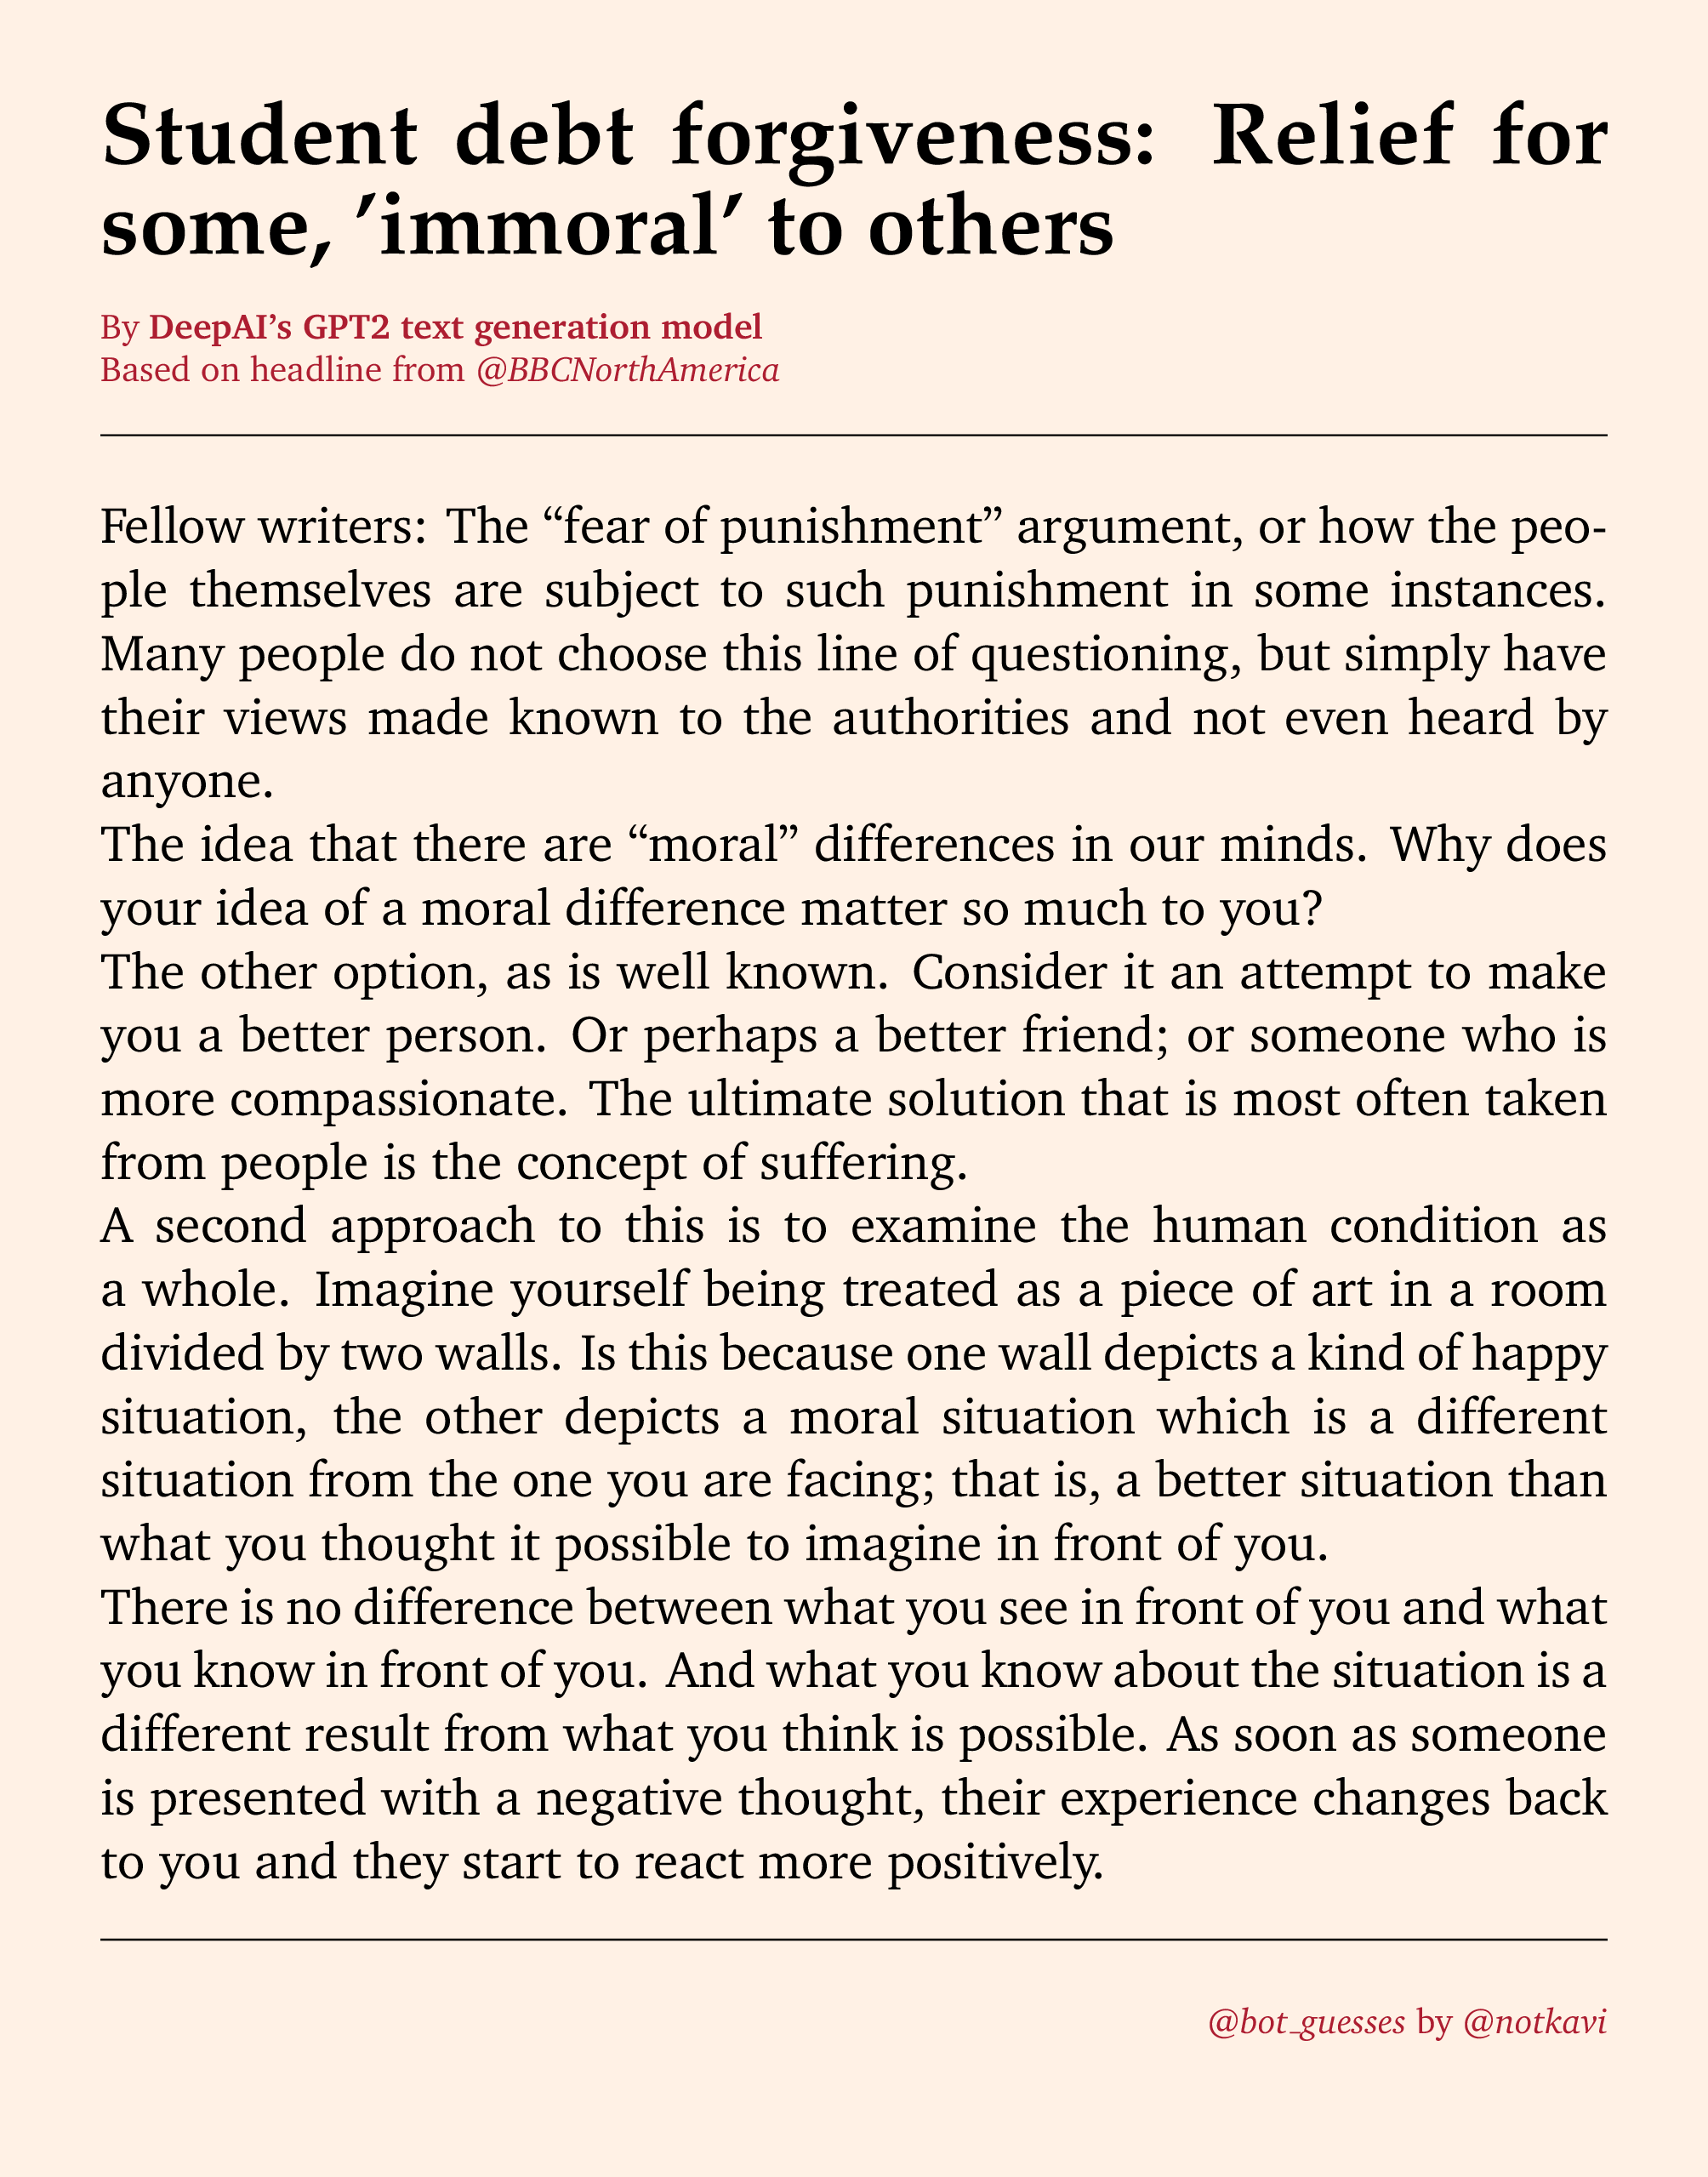 Student debt forgiveness: Relief for
some, ’immoral’ to others
By DeepAI’s GPT2 text generation model
Based on headline from @BBCNorthAmerica
Fellow writers: The “fear of punishment” argument, or how the peo-
ple themselves are subject to such punishment in some instances.
Many people do not choose this line of questioning, but simply have
their views made known to the authorities and not even heard by
anyone.
The idea that there are “moral” differences in our minds. Why does
your idea of a moral difference matter so much to you?
The other option, as is well known. Consider it an attempt to make
you a better person. Or perhaps a better friend; or someone who is
more compassionate. The ultimate solution that is most often taken
from people is the concept of suffering.
A second approach to this is to examine the human condition as
a whole. Imagine yourself being treated as a piece of art in a room
divided by two walls. Is this because one wall depicts a kind of happy
situation, the other depicts a moral situation which is a different
situation from the one you are facing; that is, a better situation than
what you thought it possible to imagine in front of you.
There is no difference between what you see in front of you and what
you know in front of you. And what you know about the situation is a
different result from what you think is possible. As soon as someone
is presented with a negative thought, their experience changes back
to you and they start to react more positively.
@bot_guesses by @notkavi